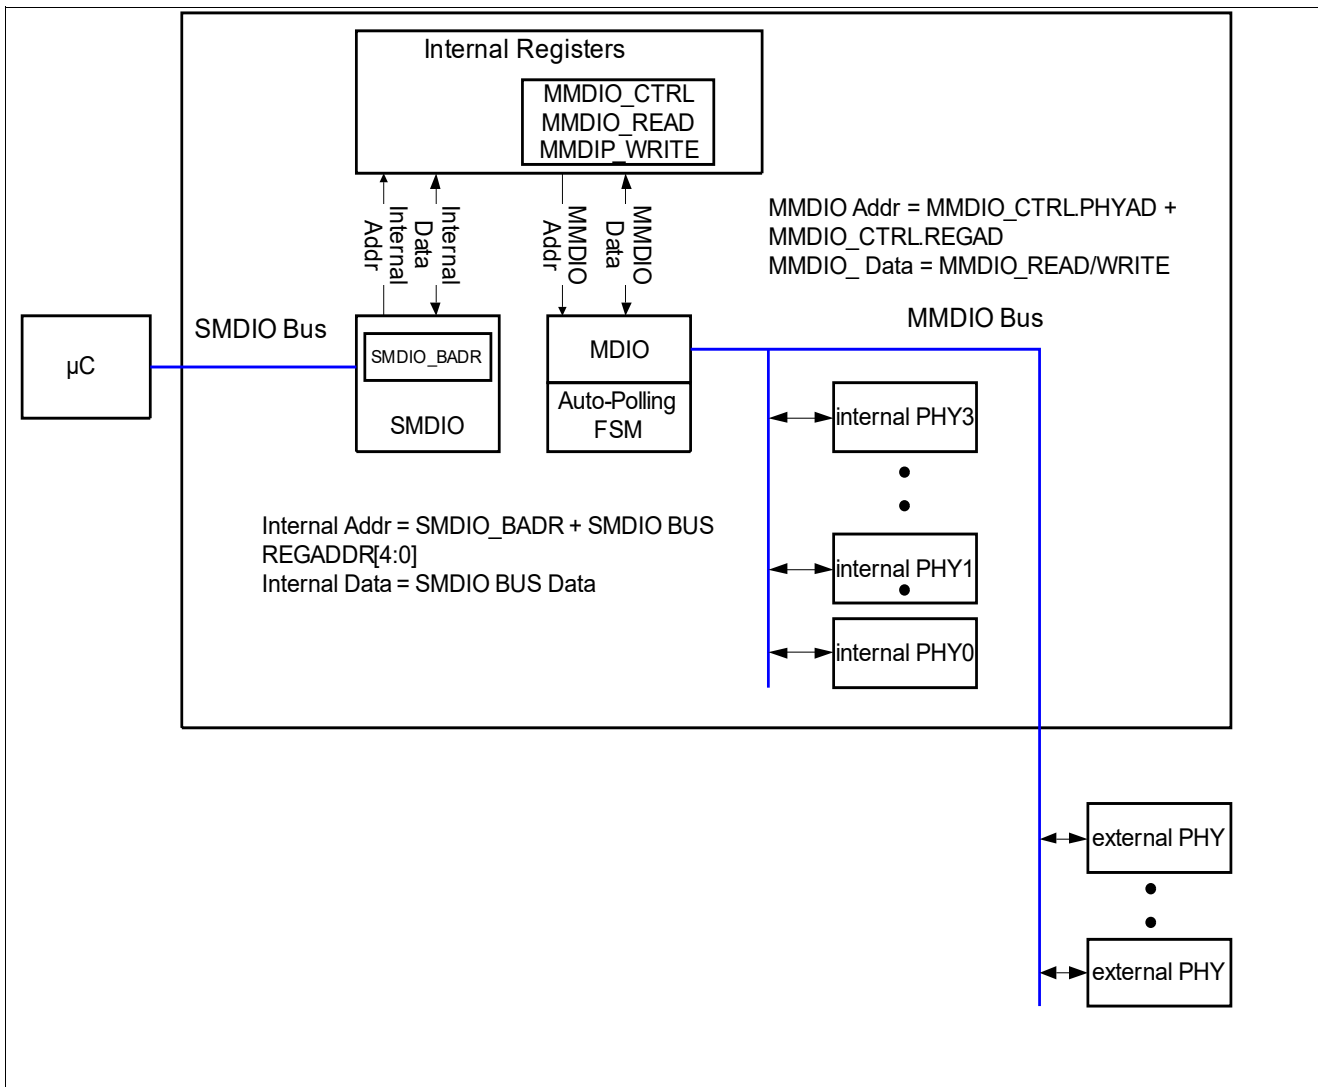 Internal Registers
MMDIO_CTRL
MMDIO_READ
MMDIP_WRITE
Internal
Addr
Internal
Data
MMDIO
Addr
MMDIO
Data
MMDIO Addr = MMDIO_CTRL.PHYAD +
MMDIO_CTRL.REGAD
MMDIO_ Data = MMDIO_READ/WRITE
SMDIO Bus
MMDIO Bus
µC
SMDIO_BADR
SMDIO
MDIO
Auto-Polling
FSM
internal PHY3
Internal Addr = SMDIO_BADR + SMDIO BUS
REGADDR[4:0]
Internal Data = SMDIO BUS Data
internal PHY1
internal PHY0
external PHY
external PHY